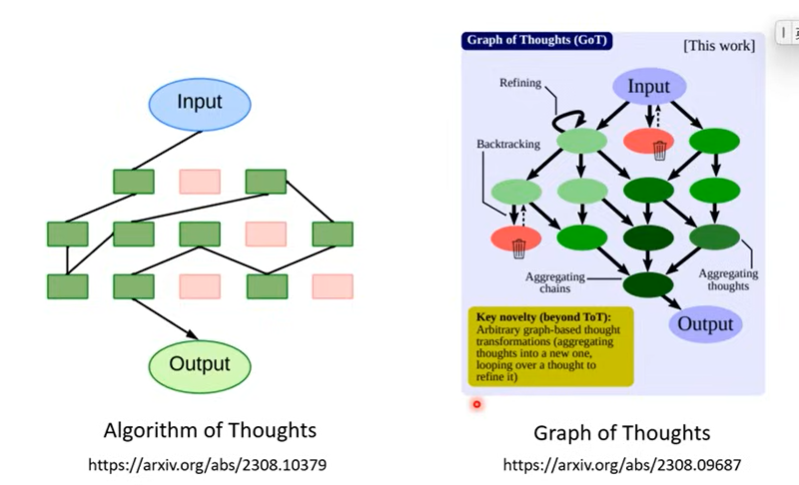 Input
Output
Algorithm of Thoughts
https://arxiv.org/abs/2308.10379
Graph of Thoughts (GoT)
[This work]
Refining
Input
Backtracking
Aggregating
chains
Aggregating
thoughts
Output
Key novelty (beyond ToT):
Arbitrary graph-based thought
transformations (aggregating
thoughts into a new one,
looping over a thought to
refine it)
Graph of Thoughts
https://arxiv.org/abs/2308.09687